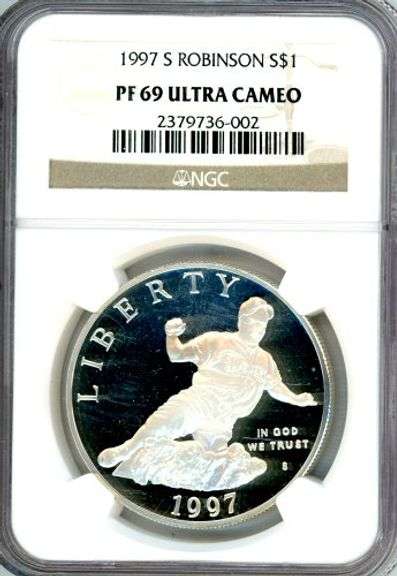 1997 S ROBINSON S$1
PF 69 ULTRA CAMEO
2379736-002
NGC
LIBERTY
IN GOD
WE TRUST
S
1997